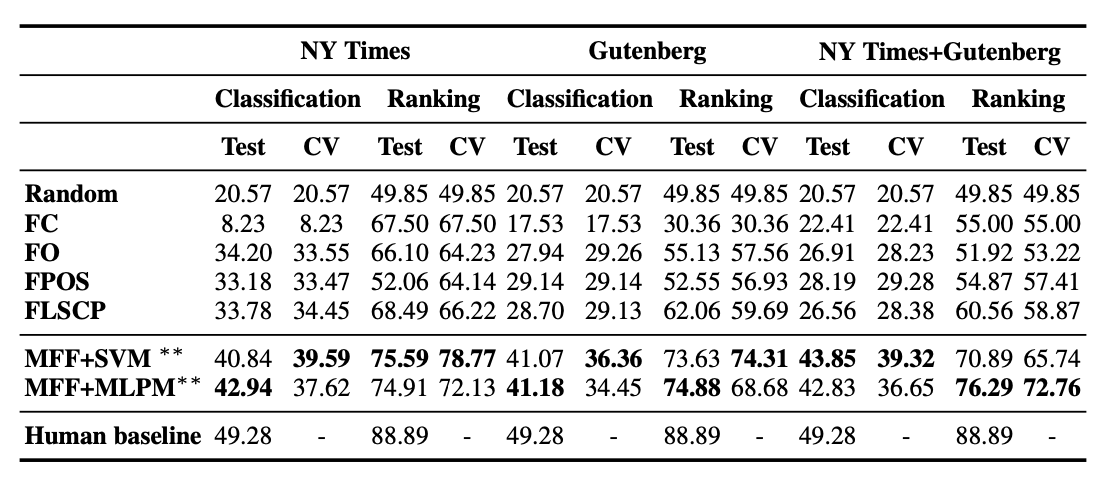 NY Times Gutenberg NY Times+Gutenberg
Classification Ranking Classification Ranking Classification Ranking
Test CV Test CV Test CV Test CV Test CV Test CV
Random 20.57 20.57 49.85 49.85 20.57 20.57 49.85 49.85 20.57 20.57 49.85 49.85
FC 8.23 8.23 67.50 67.50 17.53 17.53 30.36 30.36 22.41 22.41 55.00 55.00
FO 34.20 33.55 66.10 64.23 27.94 29.26 55.13 57.56 26.91 28.23 51.92 53.22
FPOS 33.18 33.47 52.06 64.14 29.14 29.14 52.55 56.93 28.19 29.28 54.87 57.41
FLSCP 33.78 34.45 68.49 66.22 28.70 29.13 62.06 59.69 26.56 28.38 60.56 58.87
MFF+SVM ** 40.84 39.59 75.59 78.77 41.07 36.36 73.63 74.31 43.85 39.32 70.89 65.74
MFF+MLPM** 42.94 37.62 74.91 72.13 41.18 34.45 74.88 68.68 42.83 36.65 76.29 72.76
Human baseline 49.28 - 88.89 - 49.28 - 88.89 - 49.28 - 88.89 -